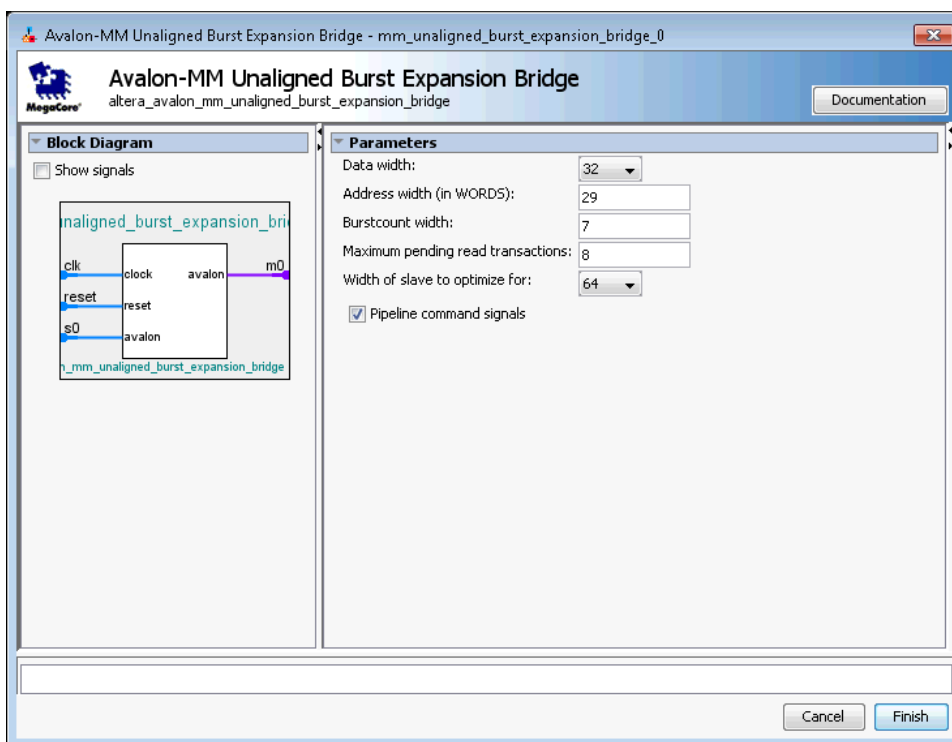 Avalon-MM Unaligned Burst Expansion Bridge - mm_unaligned_burst_expansion_bridge_0
MegaCore®
Avalon-MM Unaligned Burst Expansion Bridge
altera_avalon_mm_unaligned_burst_expansion_bridge
Documentation
Block Diagram
Show signals
unaligned_burst_expansion_bri
clk
clock
avalon
m0
reset
reset
s0
avalon
n_mm_unaligned_burst_expansion_bridge
Parameters
Data width: 32
Address width (in WORDS): 29
Burstcount width: 7
Maximum pending read transactions: 8
Width of slave to optimize for: 64
Pipeline command signals
Cancel
Finish